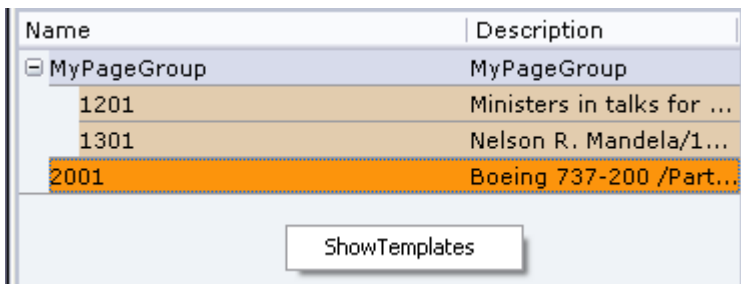 Name Description
MyPageGroup MyPageGroup
1201 Ministers in talks for ...
1301 Nelson R. Mandela/1...
2001 Boeing 737-200 /Part...
ShowTemplates